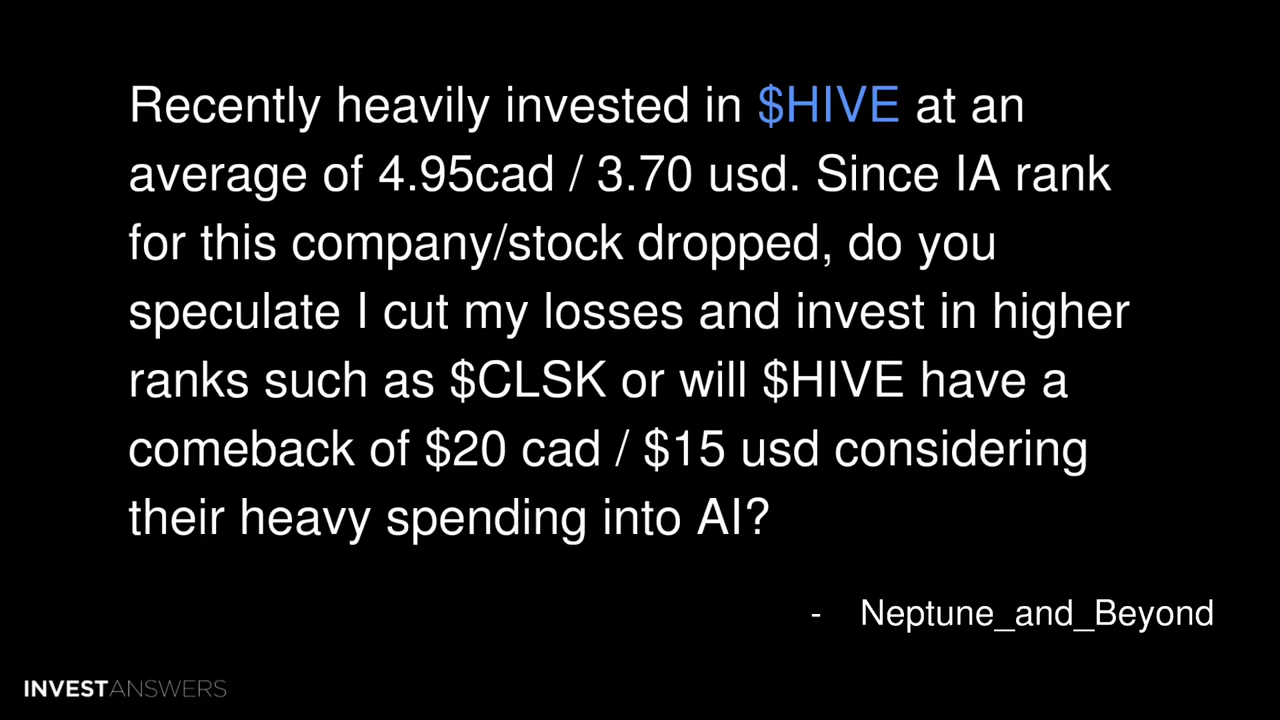 Recently heavily invested in $HIVE at an
average of 4.95cad / 3.70 usd. Since IA rank
for this company/stock dropped, do you
speculate I cut my losses and invest in higher
ranks such as $CLSK or will $HIVE have a
comeback of $20 cad / $15 usd considering
their heavy spending into AI?
- Neptune_and_Beyond
INVESTANSWERS